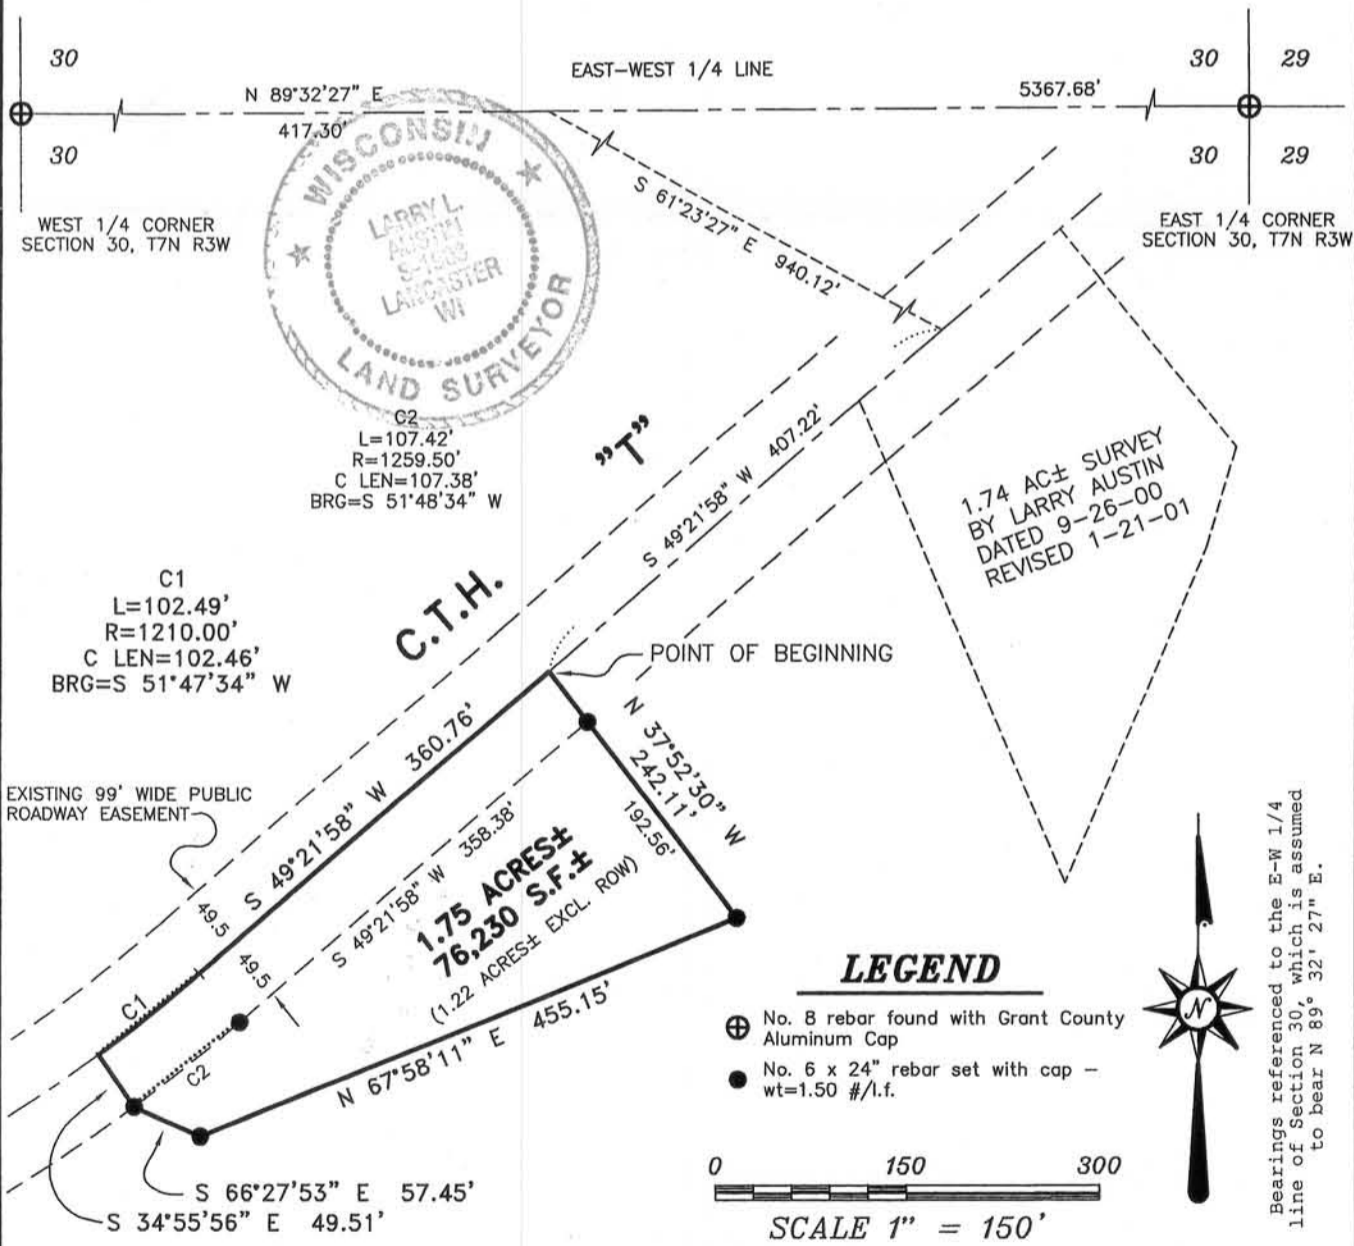 30
30
29
EAST-WEST 1/4 LINE
N 89°32'27" E
5367.68'
417.30'
30
30
29
WEST 1/4 CORNER
SECTION 30, T7N R3W
EAST 1/4 CORNER
SECTION 30, T7N R3W
WISCONSIN
LARRY L.
AUSTIN
LANCASTER
WI
LAND SURVEYOR
S 61°23'27" E 940.12'
C2
L=107.42'
R=1259.50'
C LEN=107.38'
BRG=S 51°48'34" W
C1
L=102.49'
R=1210.00'
C LEN=102.46'
BRG=S 51°47'34" W
C.T.H. "T"
S 49°21'58" W 407.22'
1.74 AC± SURVEY
BY LARRY AUSTIN
DATED 9-26-00
REVISED 1-21-01
POINT OF BEGINNING
N 37°52'30" W
242.11'
192.56'
S 49°21'58" W 360.76'
EXISTING 99' WIDE PUBLIC
ROADWAY EASEMENT
49.5
49.5
S 49°21'58" W 358.38'
1.75 ACRES±
76,230 S.F.±
(1.22 ACRES± EXCL. ROW)
C1
C2
N 67°58'11" E 455.15'
S 66°27'53" E 57.45'
S 34°55'56" E 49.51'
LEGEND
No. 8 rebar found with Grant County
Aluminum Cap
No. 6 x 24" rebar set with cap –
wt=1.50 #/l.f.
0 150 300
SCALE 1" = 150'
N
Bearings referenced to the E-W 1/4
line of Section 30, which is assumed
to bear N 89° 32' 27" E.